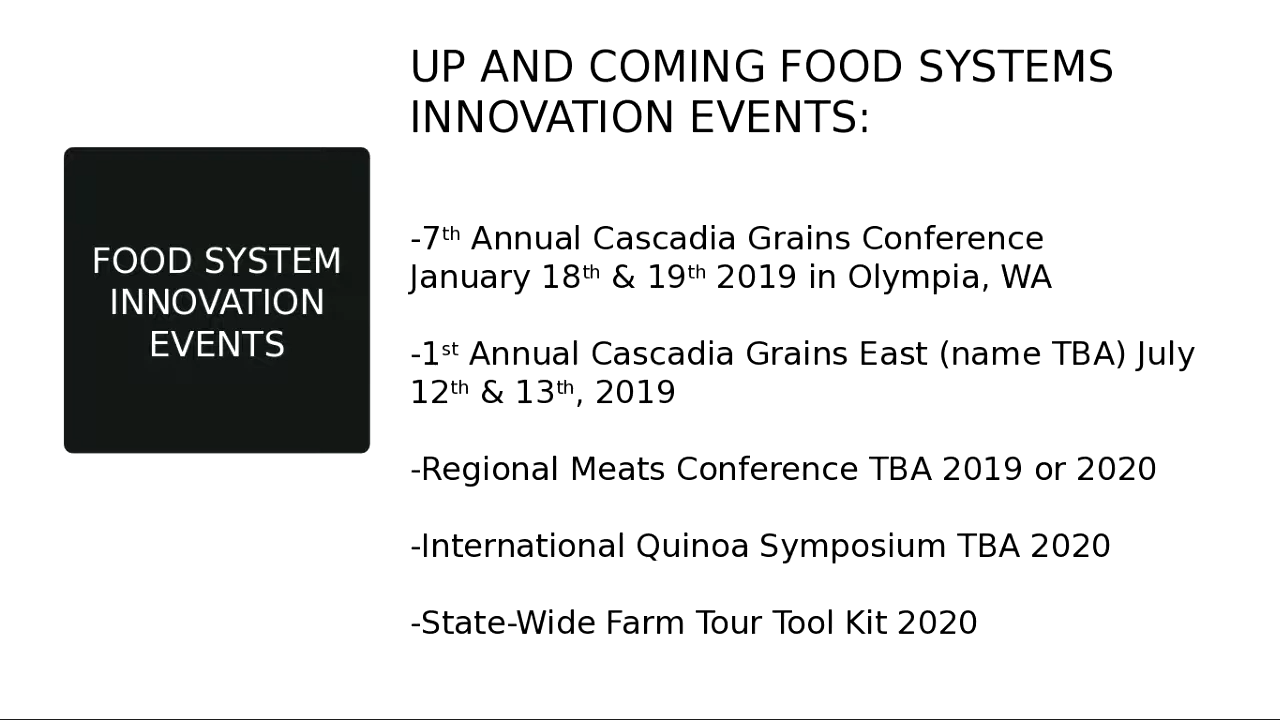 UP AND COMING FOOD SYSTEMS
INNOVATION EVENTS:
FOOD SYSTEM
INNOVATION
EVENTS
-7th Annual Cascadia Grains Conference
January 18th & 19th 2019 in Olympia, WA
-1st Annual Cascadia Grains East (name TBA) July
12th & 13th, 2019
-Regional Meats Conference TBA 2019 or 2020
-International Quinoa Symposium TBA 2020
-State-Wide Farm Tour Tool Kit 2020